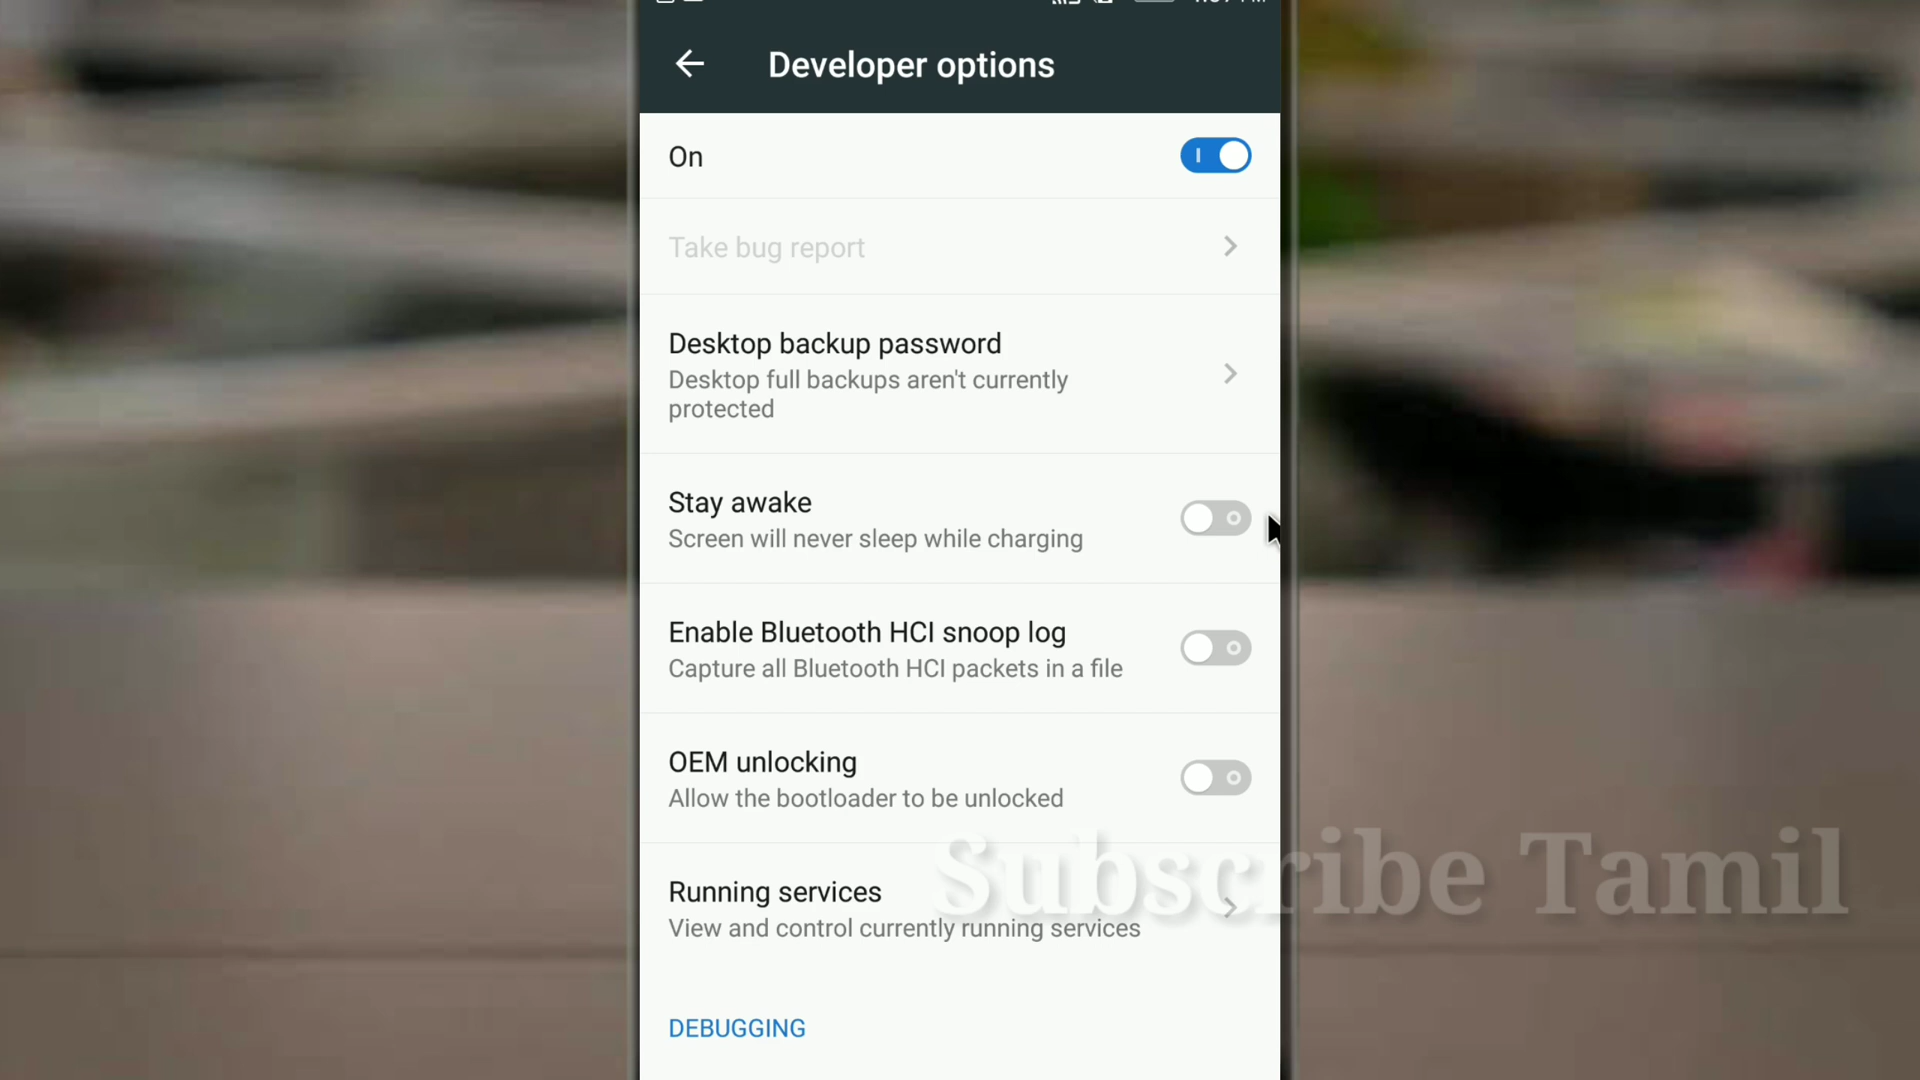 Developer options
On
Take bug report
Desktop backup password
Desktop full backups aren't currently
protected
Stay awake
Screen will never sleep while charging
Enable Bluetooth HCI snoop log
Capture all Bluetooth HCI packets in a file
OEM unlocking
Allow the bootloader to be unlocked
Subscribe Tamil
Running services
View and control currently running services
DEBUGGING